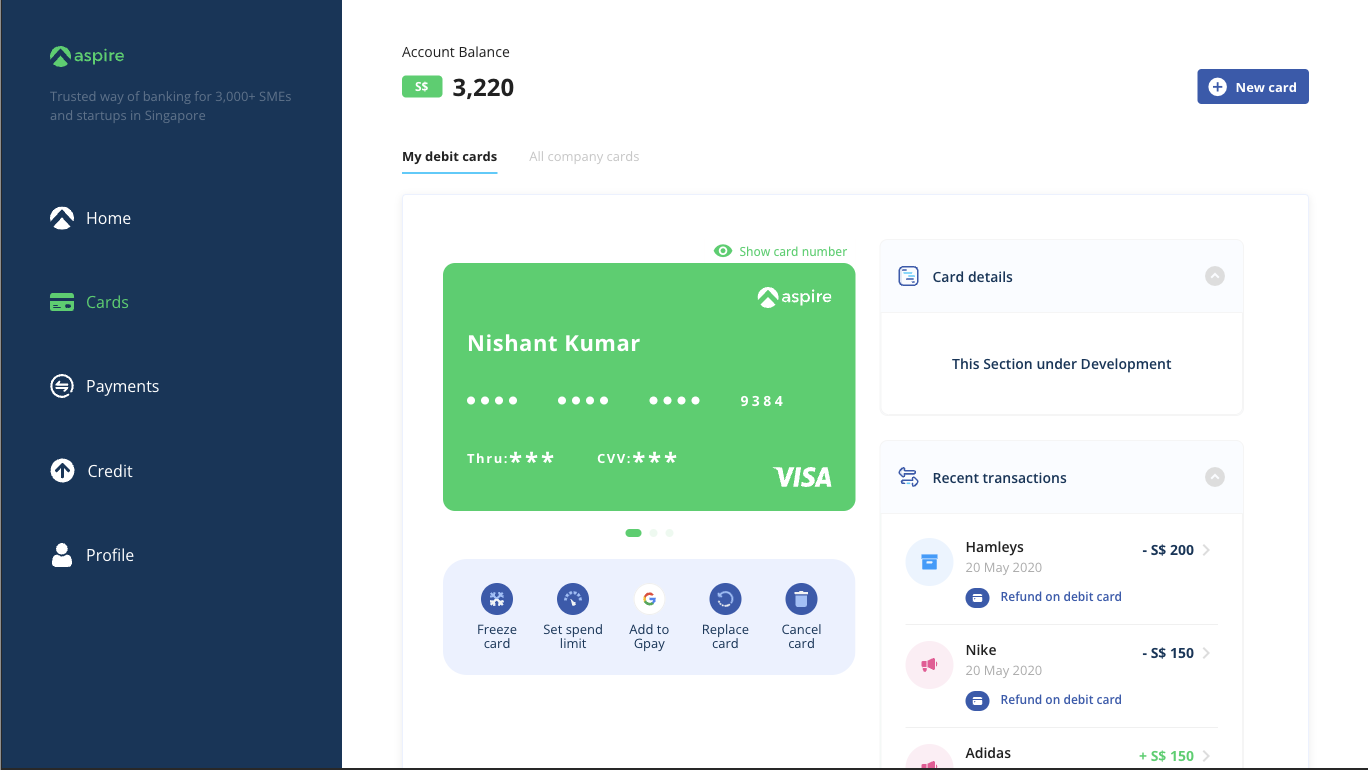 aspire
Trusted way of banking for 3,000+ SMEs
and startups in Singapore
Home
Cards
Payments
Credit
Profile
Account Balance
S$ 3,220
New card
My debit cards
All company cards
Show card number
aspire
Nishant Kumar
•••• •••• •••• 9384
Thru:*** CVV:***
VISA
Freeze
card
Set spend
limit
Add to
Gpay
Replace
card
Cancel
card
Card details
This Section under Development
Recent transactions
Hamleys
- S$ 200
20 May 2020
Refund on debit card
Nike
- S$ 150
20 May 2020
Refund on debit card
Adidas
+ S$ 150